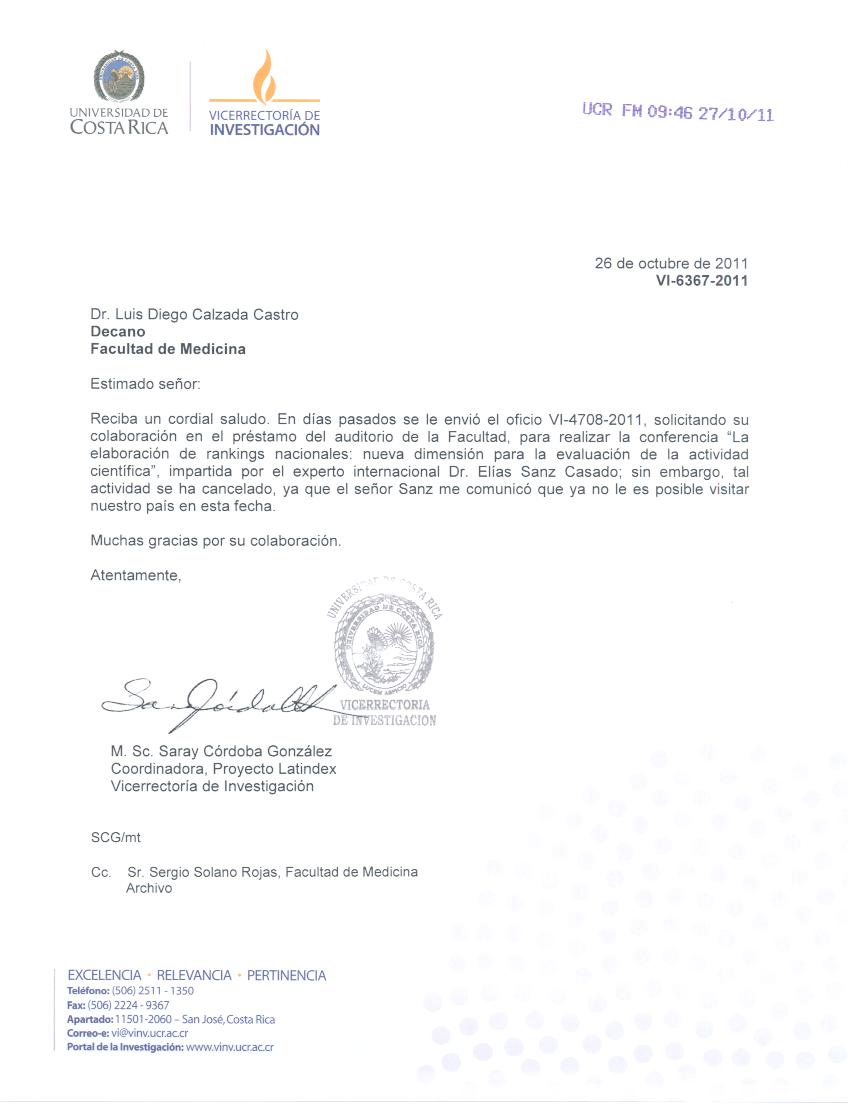 UNIVERSIDAD DE
COSTA RICA
VICERRECTORÍA DE
INVESTIGACIÓN
UCR FM 09:46 27/10/11
26 de octubre de 2011
VI-6367-2011
Dr. Luis Diego Calzada Castro
Decano
Facultad de Medicina
Estimado señor:
Reciba un cordial saludo. En días pasados se le envió el oficio VI-4708-2011, solicitando su
colaboración en el préstamo del auditorio de la Facultad, para realizar la conferencia “La
elaboración de rankings nacionales: nueva dimensión para la evaluación de la actividad
científica”, impartida por el experto internacional Dr. Elías Sanz Casado; sin embargo, tal
actividad se ha cancelado, ya que el señor Sanz me comunicó que ya no le es posible visitar
nuestro país en esta fecha.
Muchas gracias por su colaboración.
Atentamente,
UNIVERSIDAD DE COSTA RICA
UNIVERSIDAD DE COSTA RICA
LUCEM ASPICIO
VICERRECTORIA
DE INVESTIGACION
M. Sc. Saray Córdoba González
Coordinadora, Proyecto Latindex
Vicerrectoría de Investigación
SCG/mt
Cc. Sr. Sergio Solano Rojas, Facultad de Medicina
Archivo
EXCELENCIA • RELEVANCIA • PERTINENCIA
Teléfono: (506) 2511 - 1350
Fax: (506) 2224 - 9367
Apartado: 11501-2060 – San José, Costa Rica
Correo-e: vi@vinv.ucr.ac.cr
Portal de la Investigación: www.vinv.ucr.ac.cr